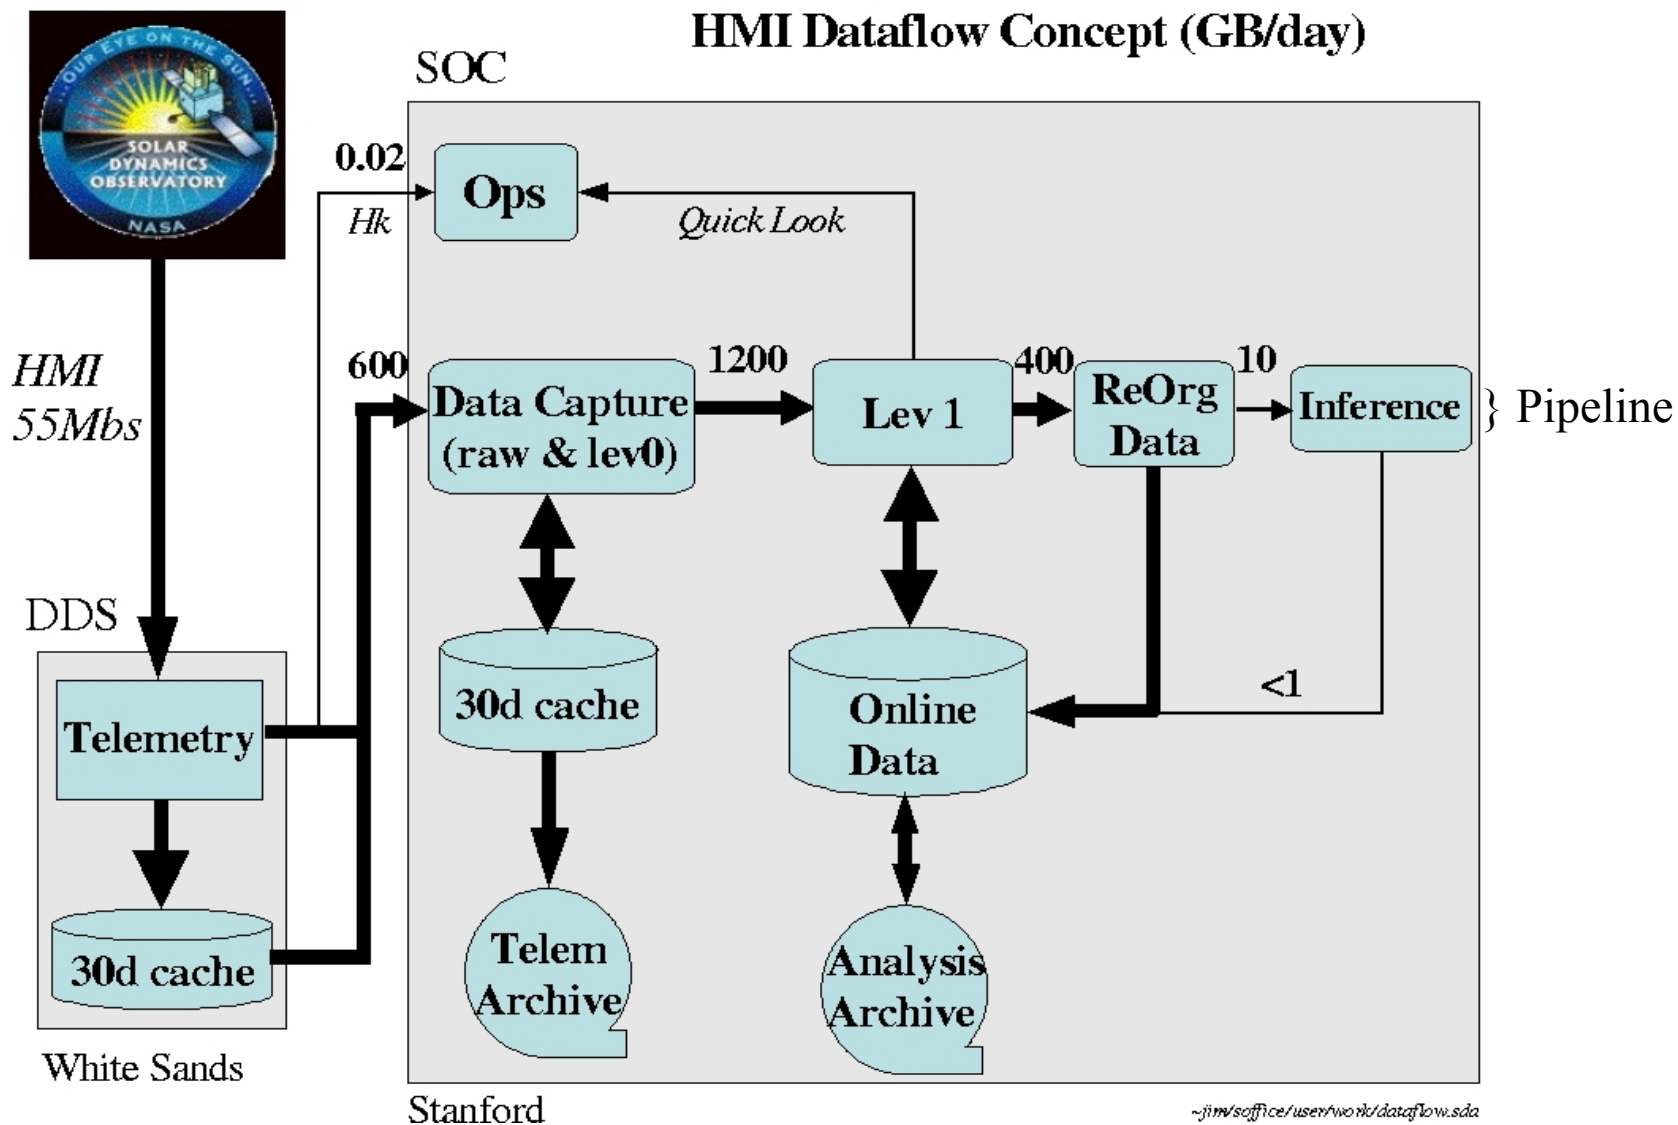 HMI Dataflow Concept (GB/day)
...OUR EYE ON THE SUN...
SOLAR
DYNAMICS
OBSERVATORY
NASA
SOC
0.02
Hk
Ops
Quick Look
HMI
55Mbs
600
Data Capture
(raw & lev0)
1200
Lev 1
400
ReOrg
Data
10
Inference
} Pipeline
DDS
Telemetry
30d cache
White Sands
30d cache
Online
Data
<1
Telem
Archive
Analysis
Archive
Stanford
~jim/soffice/user/work/dataflow.sda